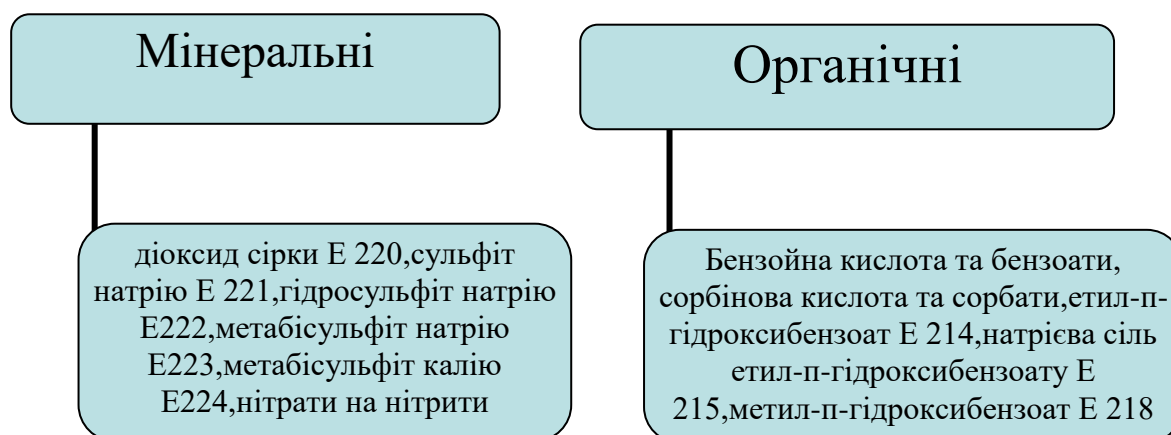 Мінеральні
діоксид сірки Е 220,сульфіт
натрію Е 221,гідросульфіт натрію
Е222,метабісульфіт натрію
Е223,метабісульфіт калію
Е224,нітрати на нітрити
Органічні
Бензойна кислота та бензоати,
сорбінова кислота та сорбати,етил-п-
гідроксибензоат Е 214,натрієва сіль
етил-п-гідроксибензоату Е
215,метил-п-гідроксибензоат Е 218